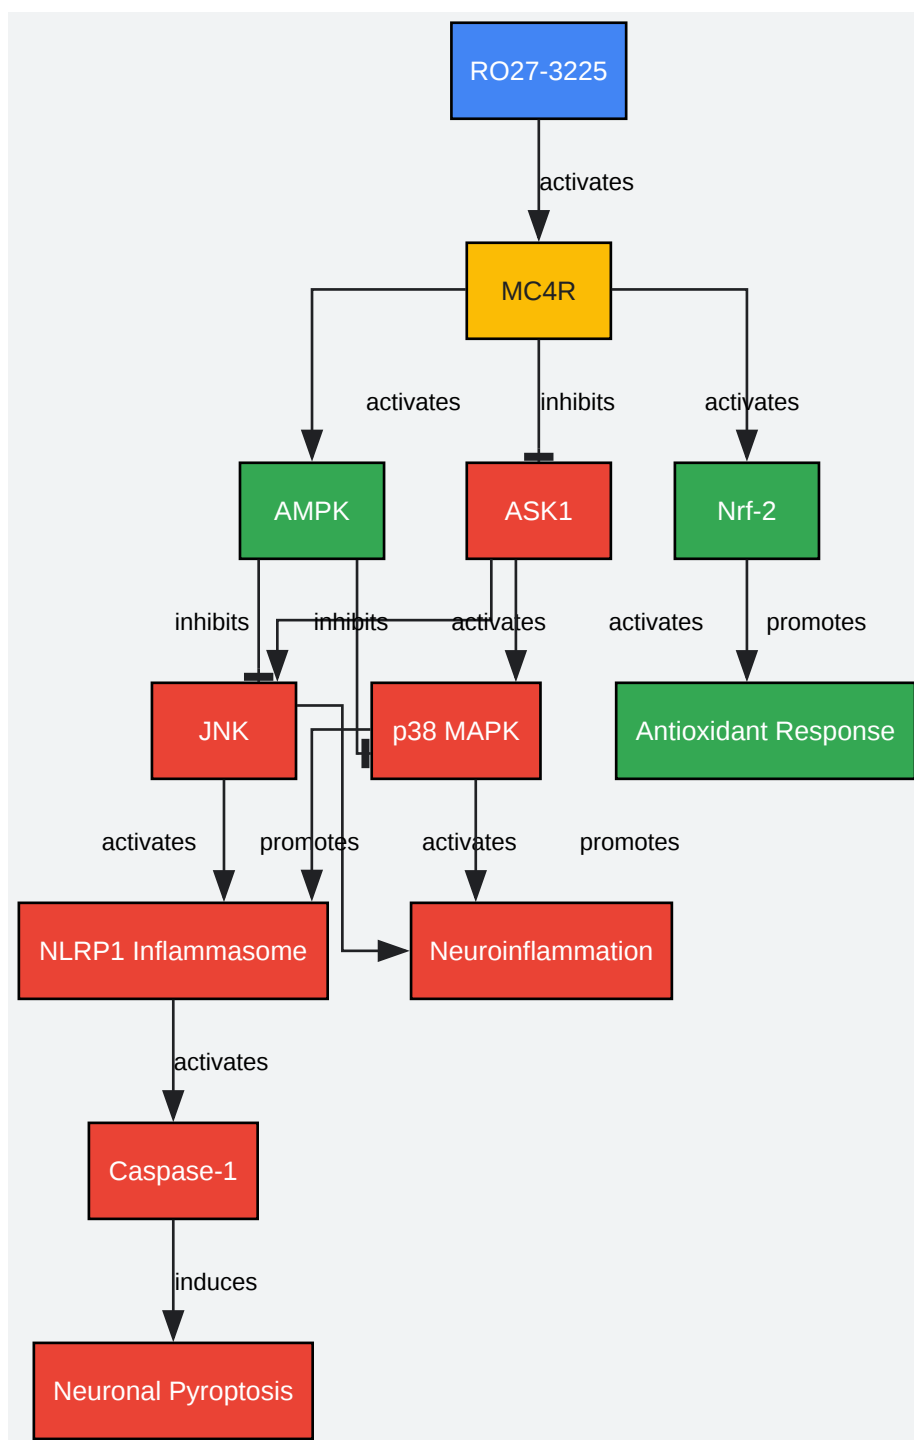 RO27-3225
activates
MC4R
activates
inhibits
activates
AMPK
ASK1
Nrf-2
inhibits
inhibits
activates
activates
promotes
JNK
p38 MAPK
Antioxidant Response
activates
promotes
activates
promotes
NLRP1 Inflammasome
Neuroinflammation
activates
Caspase-1
induces
Neuronal Pyroptosis